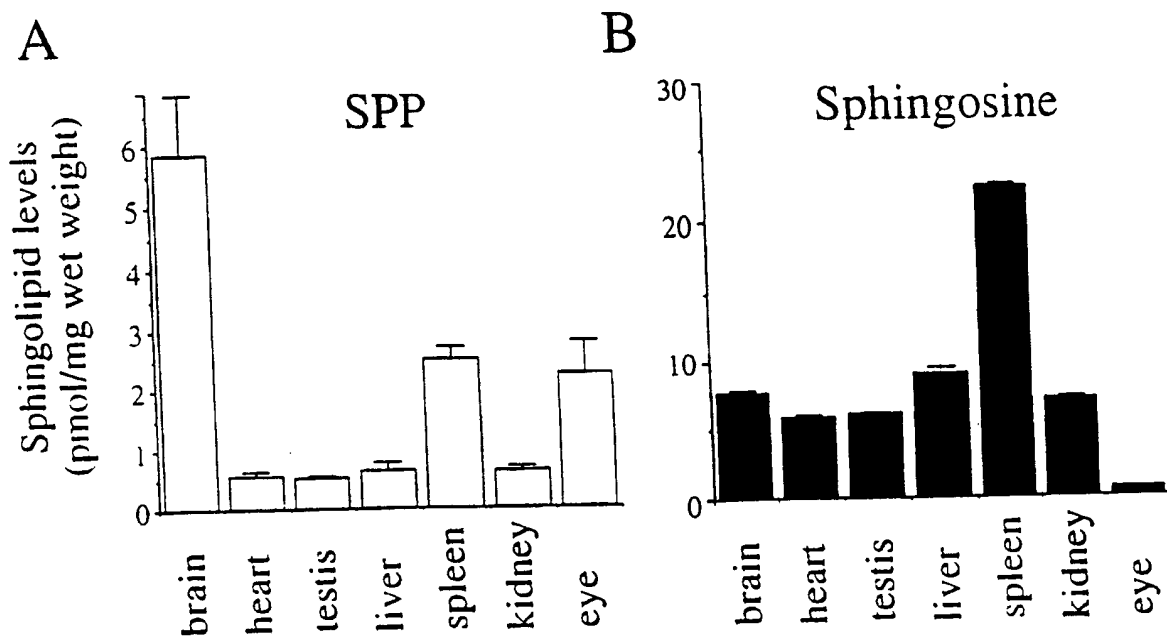 A
SPP
Sphingolipid levels
(pmol/mg wet weight)
6
5
4
3
2
1
0
brain
heart
testis
liver
spleen
kidney
eye
B
Sphingosine
30
20
10
0
brain
heart
testis
liver
spleen
kidney
eye